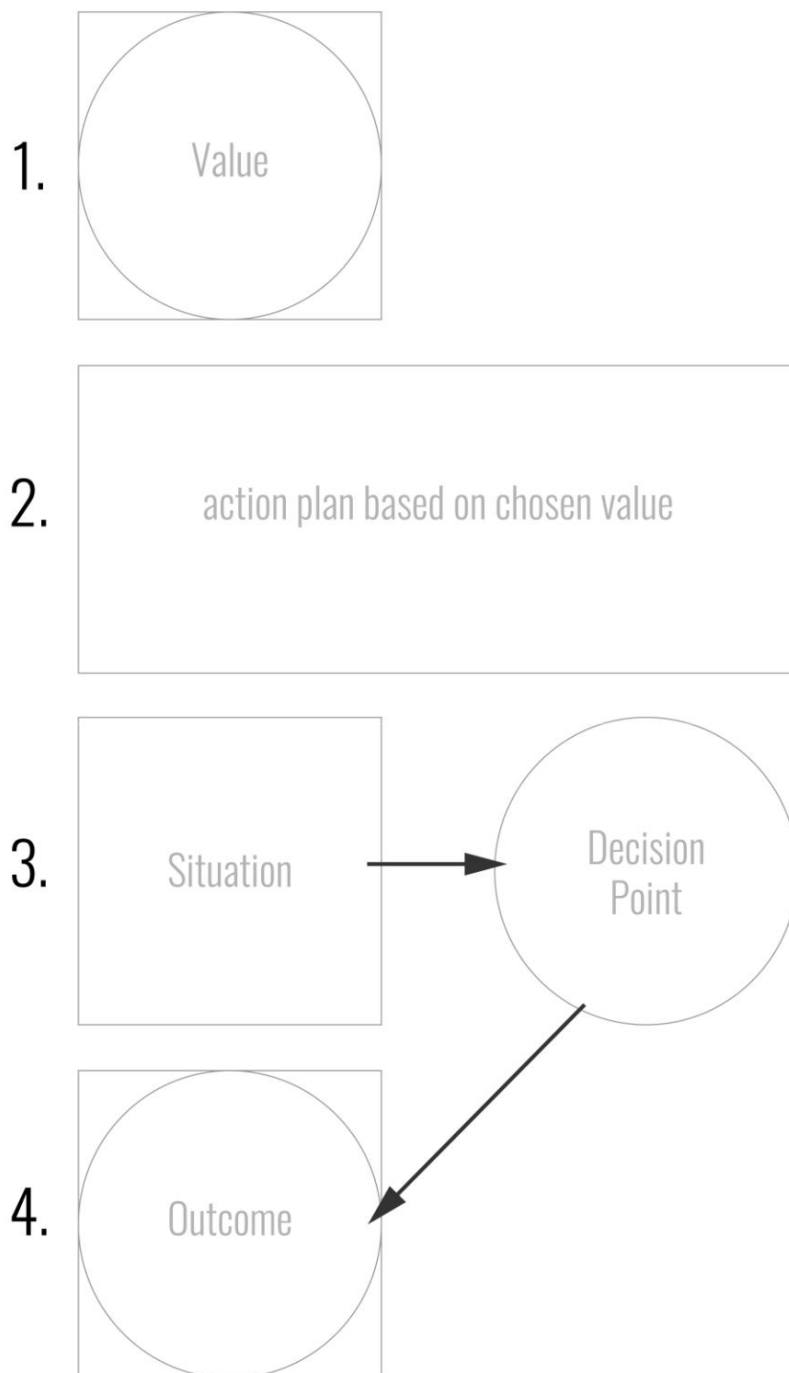 1.
Value
2.
action plan based on chosen value
3.
Situation
Decision
Point
4.
Outcome